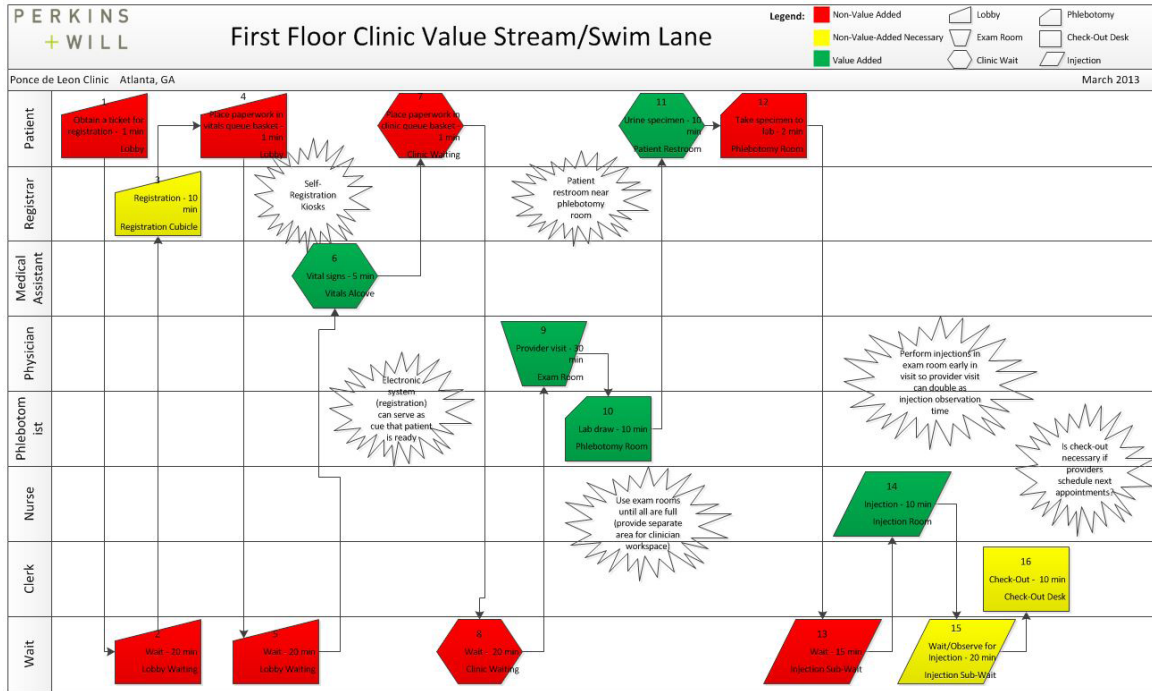 PERKINS
+ WILL
First Floor Clinic Value Stream/Swim Lane
Legend:
Non-Value Added
Lobby
Phlebotomy
Non-Value-Added Necessary
Exam Room
Check-Out Desk
Value Added
Clinic Wait
Injection
Ponce de Leon Clinic Atlanta, GA
March 2013
Patient
1
Obtain a ticket for
registration - 1 min
Lobby
4
Place paperwork in
vitals queue basket -
1 min
Lobby
7
Place paperwork in
clinic queue basket - 1
min
Clinic Waiting
11
Urine specimen - 10
min
Patient Restroom
12
Take specimen to
lab - 2 min
Phlebotomy Room
Registrar
3
Registration - 10
min
Registration Cubicle
Self-
Registration
Kiosks
Patient
restroom near
phlebotomy
room
Medical
Assistant
6
Vital signs - 5 min
Vitals Alcove
Physician
9
Provider visit - 30
min
Exam Room
Perform injections in
exam room early in
visit so provider visit
can double as
injection observation
time
Phlebotom
ist
Electronic
system
(registration)
can serve as
cue that patient
is ready
10
Lab draw - 10 min
Phlebotomy Room
Is check-out
necessary if
providers
schedule next
appointments?
Nurse
Use exam rooms
until all are full
(provide separate
area for clinician
workspace)
14
Injection - 10 min
Injection Room
Clerk
16
Check-Out - 10 min
Check-Out Desk
Wait
2
Wait - 20 min
Lobby Waiting
5
Wait - 20 min
Lobby Waiting
8
Wait - 20 min
Clinic Waiting
13
Wait - 15 min
Injection Sub-Wait
15
Wait/Observe for
Injection - 20 min
Injection Sub-Wait